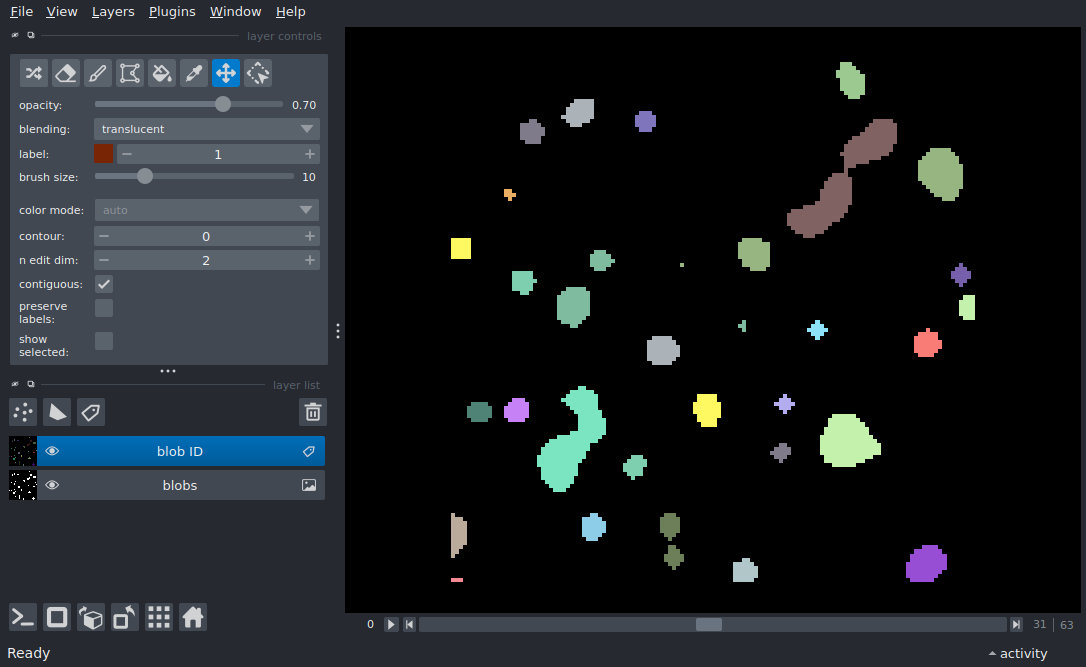 File View Layers Plugins Window Help
layer controls
opacity: 0.70
blending: translucent
label: 1
brush size: 10
color mode: auto
contour: 0
n edit dim: 2
contiguous:
preserve
labels:
show
selected:
layer list
blob ID
blobs
0 31 63
Ready activity